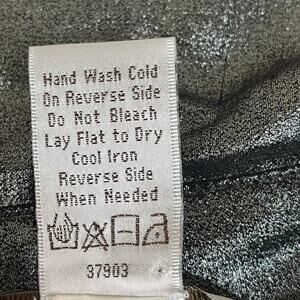 Hand Wash Cold
On Reverse Side
Do Not Bleach
Lay Flat to Dry
Cool Iron
Reverse Side
When Needed
37903